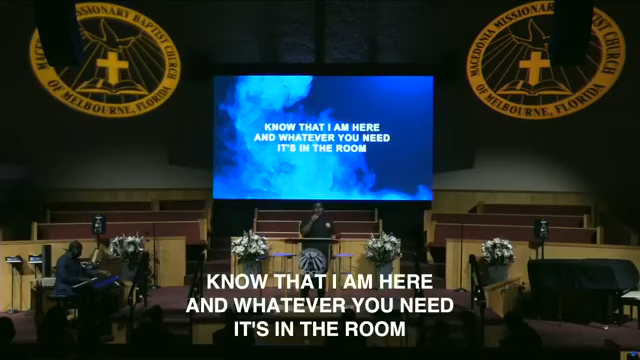 MACEDONIA MISSIONARY BAPTIST CHURCH
OF MELBOURNE, FLORIDA
MACEDONIA MISSIONARY BAPTIST CHURCH
OF MELBOURNE, FLORIDA
KNOW THAT I AM HERE
AND WHATEVER YOU NEED
IT'S IN THE ROOM
KNOW THAT I AM HERE
AND WHATEVER YOU NEED
IT'S IN THE ROOM